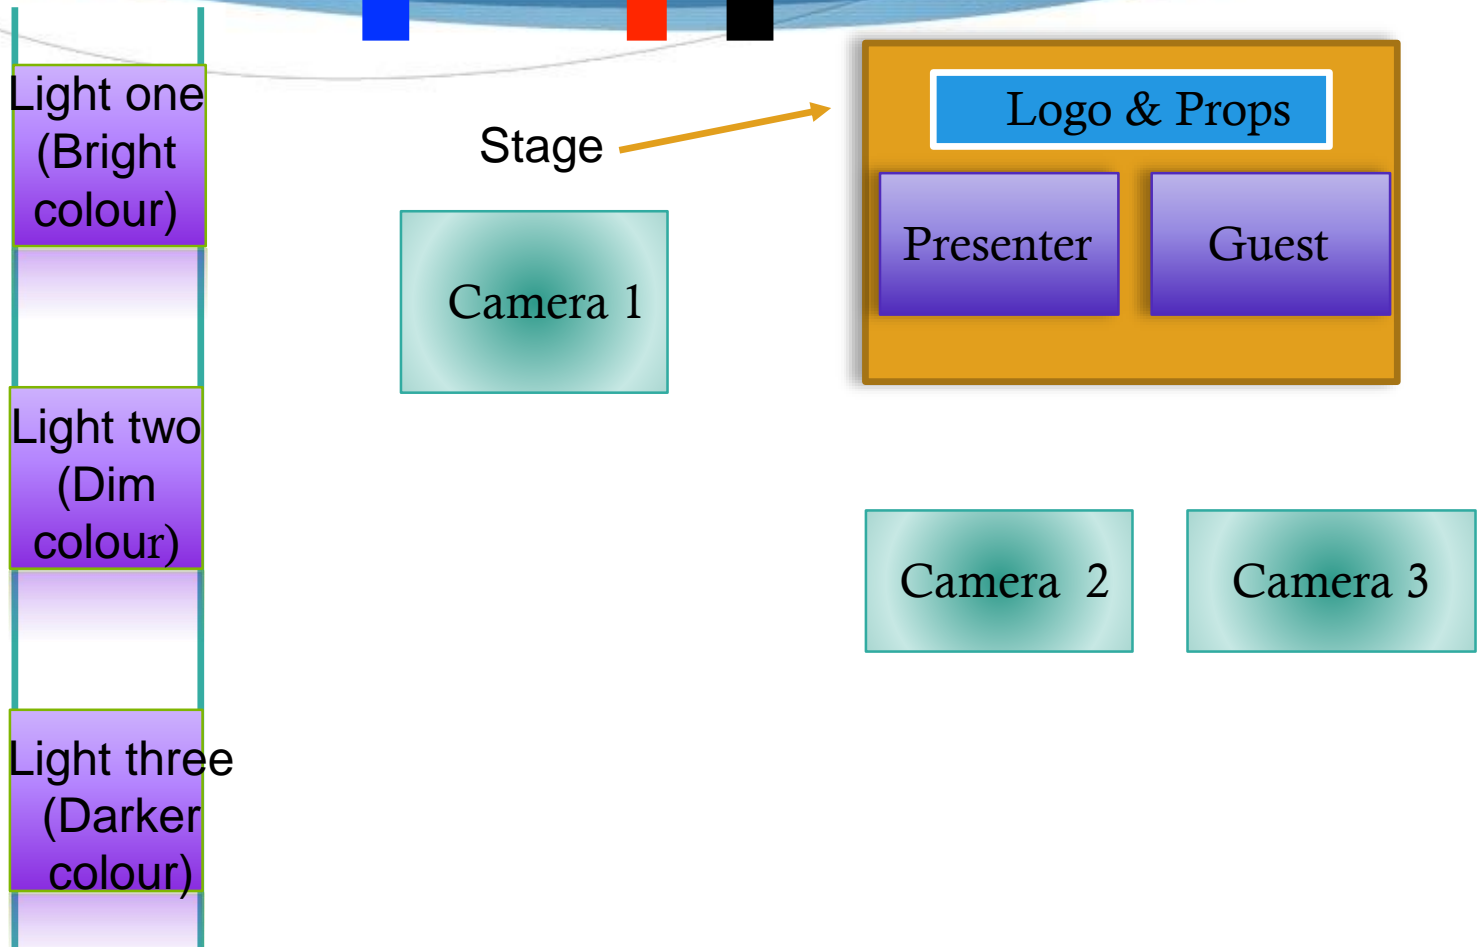 Light one
(Bright
colour)
Stage
Logo & Props
Presenter
Guest
Camera 1
Light two
(Dim
colour)
Camera 2
Camera 3
Light three
(Darker
colour)